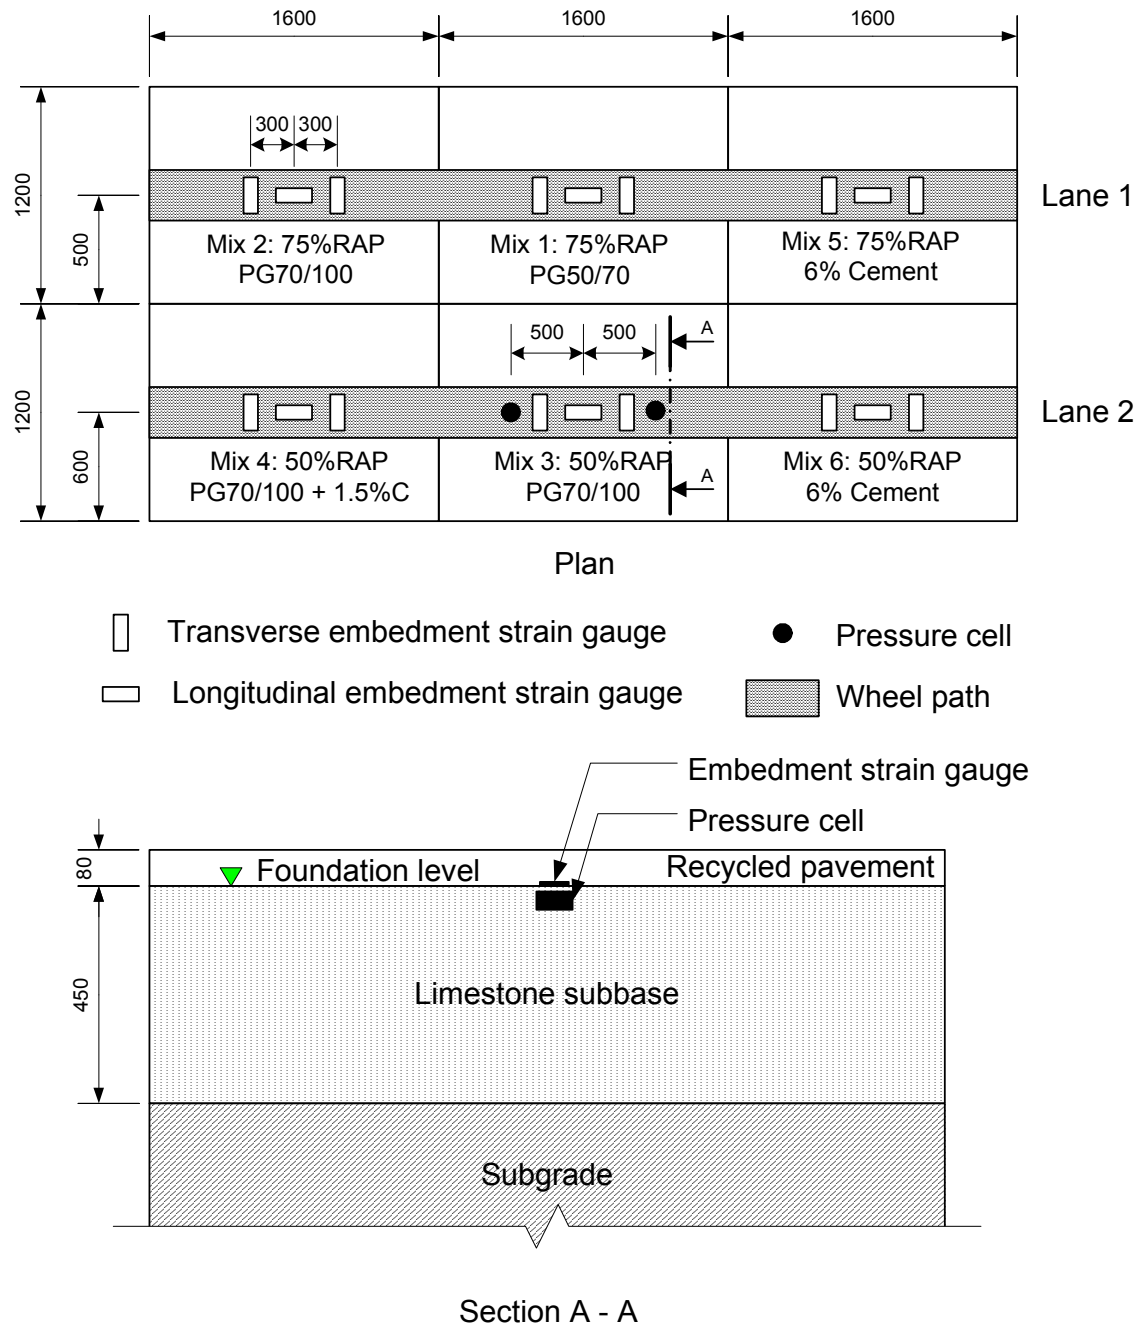 1600 1600 1600
300 300
1200
500
Lane 1
Mix 2: 75%RAP
PG70/100
Mix 1: 75%RAP
PG50/70
Mix 5: 75%RAP
6% Cement
500 500
A
1200
600
Lane 2
Mix 4: 50%RAP
PG70/100 + 1.5%C
Mix 3: 50%RAP
PG70/100
A
Mix 6: 50%RAP
6% Cement
Plan
Transverse embedment strain gauge
Pressure cell
Longitudinal embedment strain gauge
Wheel path
Embedment strain gauge
Pressure cell
80
Foundation level
Recycled pavement
450
Limestone subbase
Subgrade
Section A - A